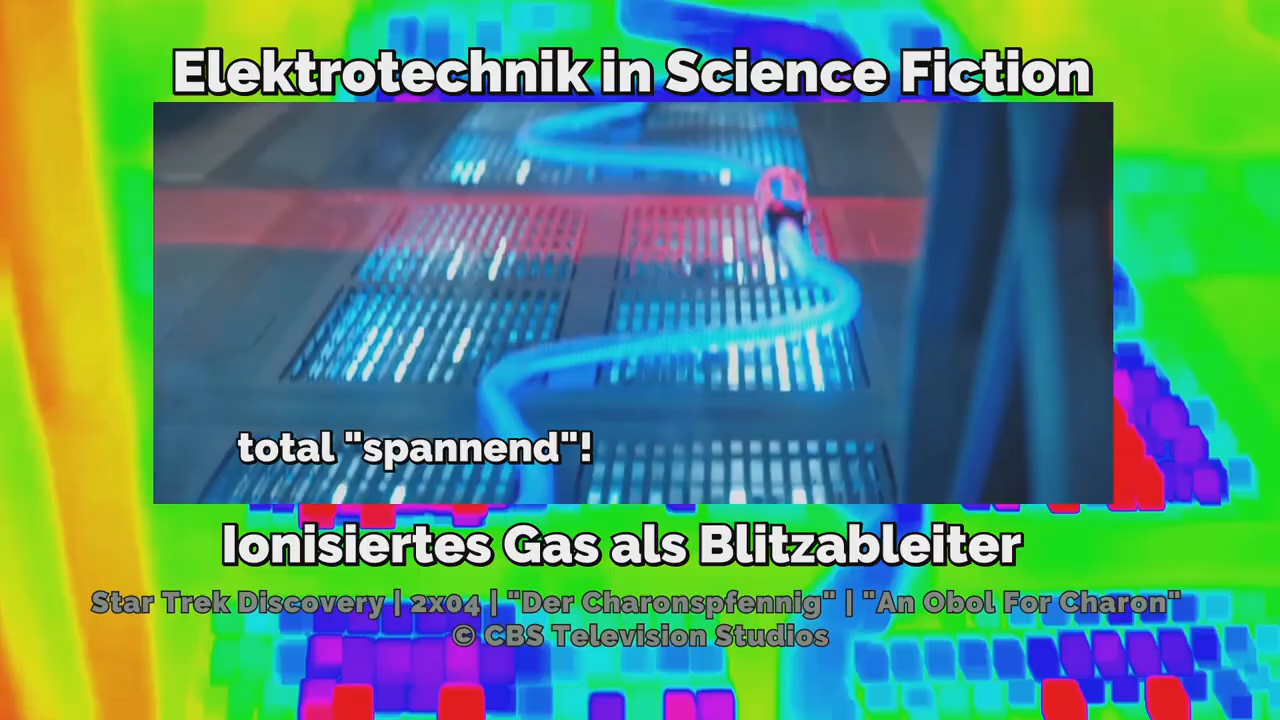 Elektrotechnik in Science Fiction
total "spannend"!
Ionisiertes Gas als Blitzableiter
Star Trek Discovery | 2x04 | "Der Charonspfennig" | "An Obol For Charon"
© CBS Television Studios